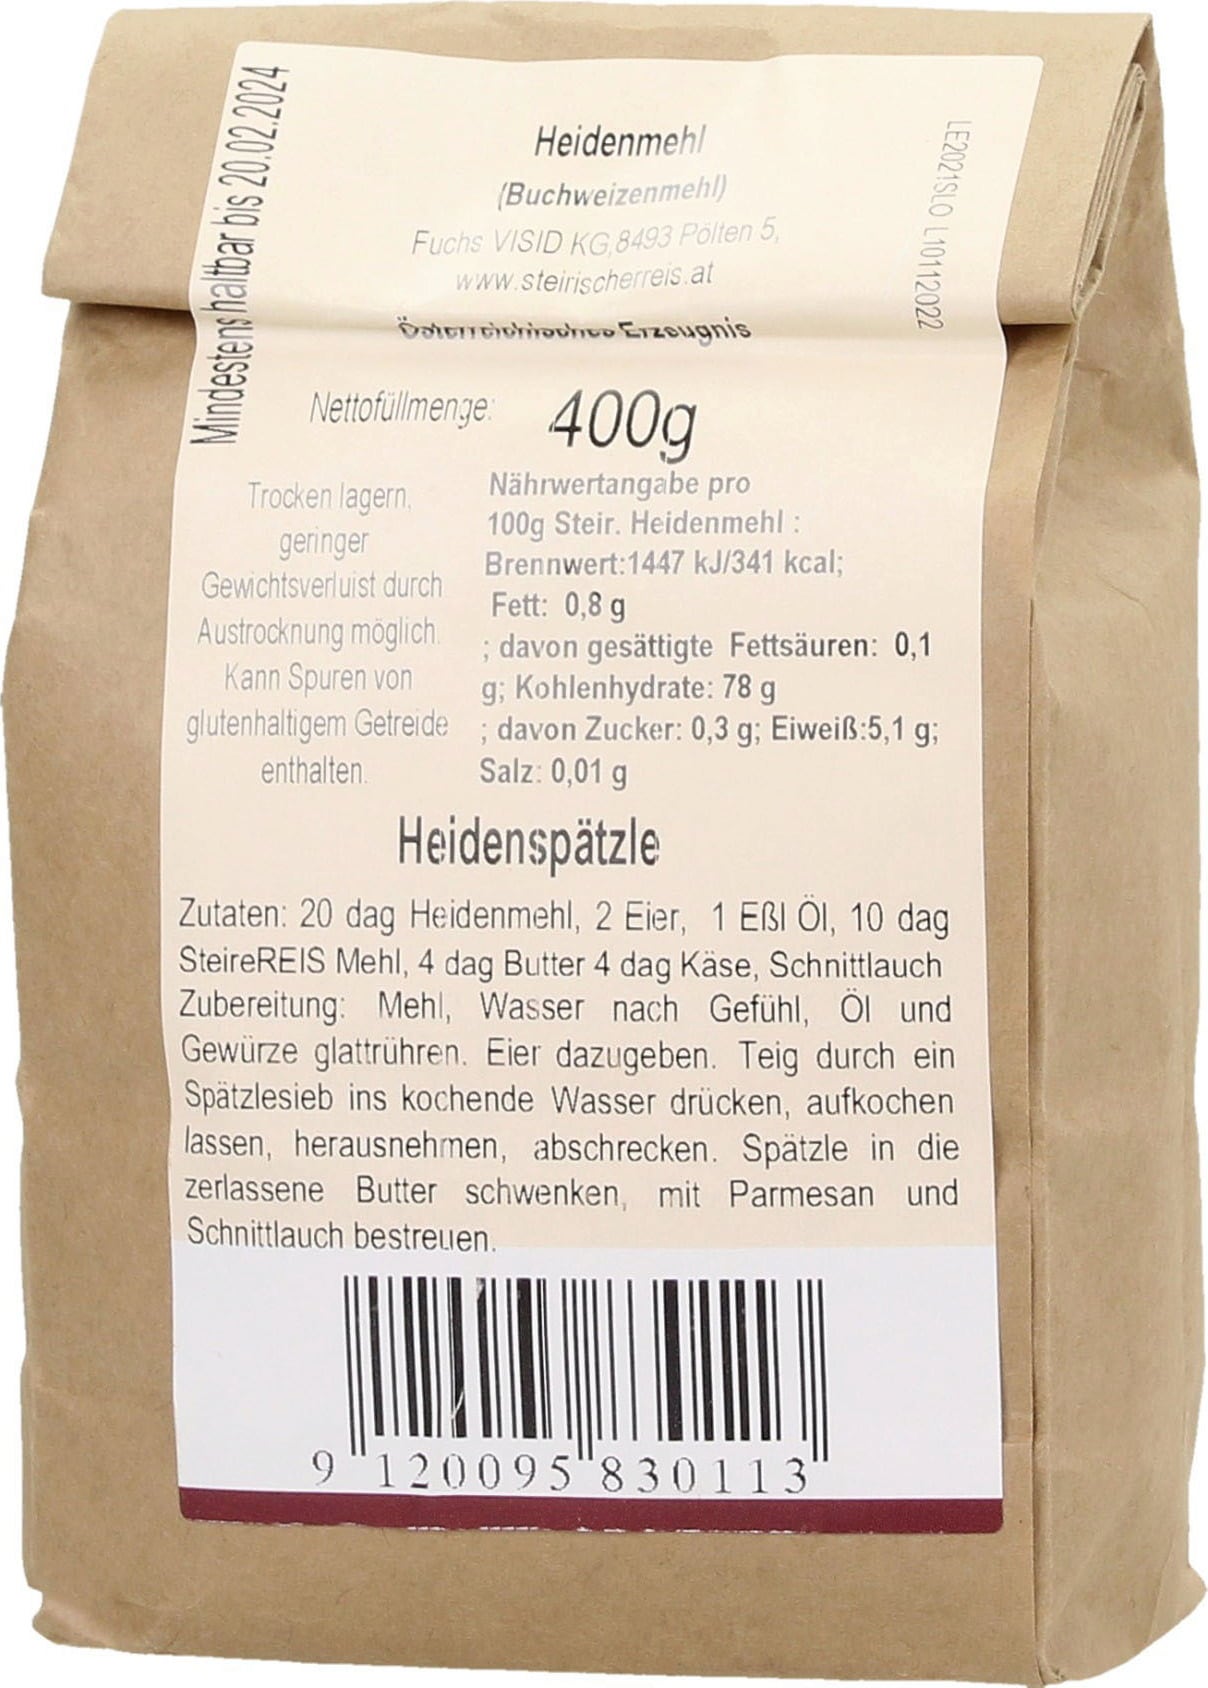 Mindestens haltbar bis 20.02.2024
Heidenmehl
(Buchweizenmehl)
Fuchs VISID KG,8493 Pölten 5,
www.steirischerreis.at
Österreichisches Erzeugnis
LE2021SLO L10112022
Nettofüllmenge: 400g
Trocken lagern,
geringer
Gewichtsverluist durch
Austrocknung möglich.
Kann Spuren von
glutenhaltigem Getreide
enthalten.
Nährwertangabe pro
100g Steir. Heidenmehl :
Brennwert:1447 kJ/341 kcal;
Fett: 0,8 g
; davon gesättigte Fettsäuren: 0,1
g; Kohlenhydrate: 78 g
; davon Zucker: 0,3 g; Eiweiß:5,1 g;
Salz: 0,01 g
Heidenspätzle
Zutaten: 20 dag Heidenmehl, 2 Eier, 1 Eßl Öl, 10 dag
SteireREIS Mehl, 4 dag Butter 4 dag Käse, Schnittlauch
Zubereitung: Mehl, Wasser nach Gefühl, Öl und
Gewürze glattrühren. Eier dazugeben. Teig durch ein
Spätzlesieb ins kochende Wasser drücken, aufkochen
lassen, herausnehmen, abschrecken. Spätzle in die
zerlassene Butter schwenken, mit Parmesan und
Schnittlauch bestreuen.
9 120095 830113